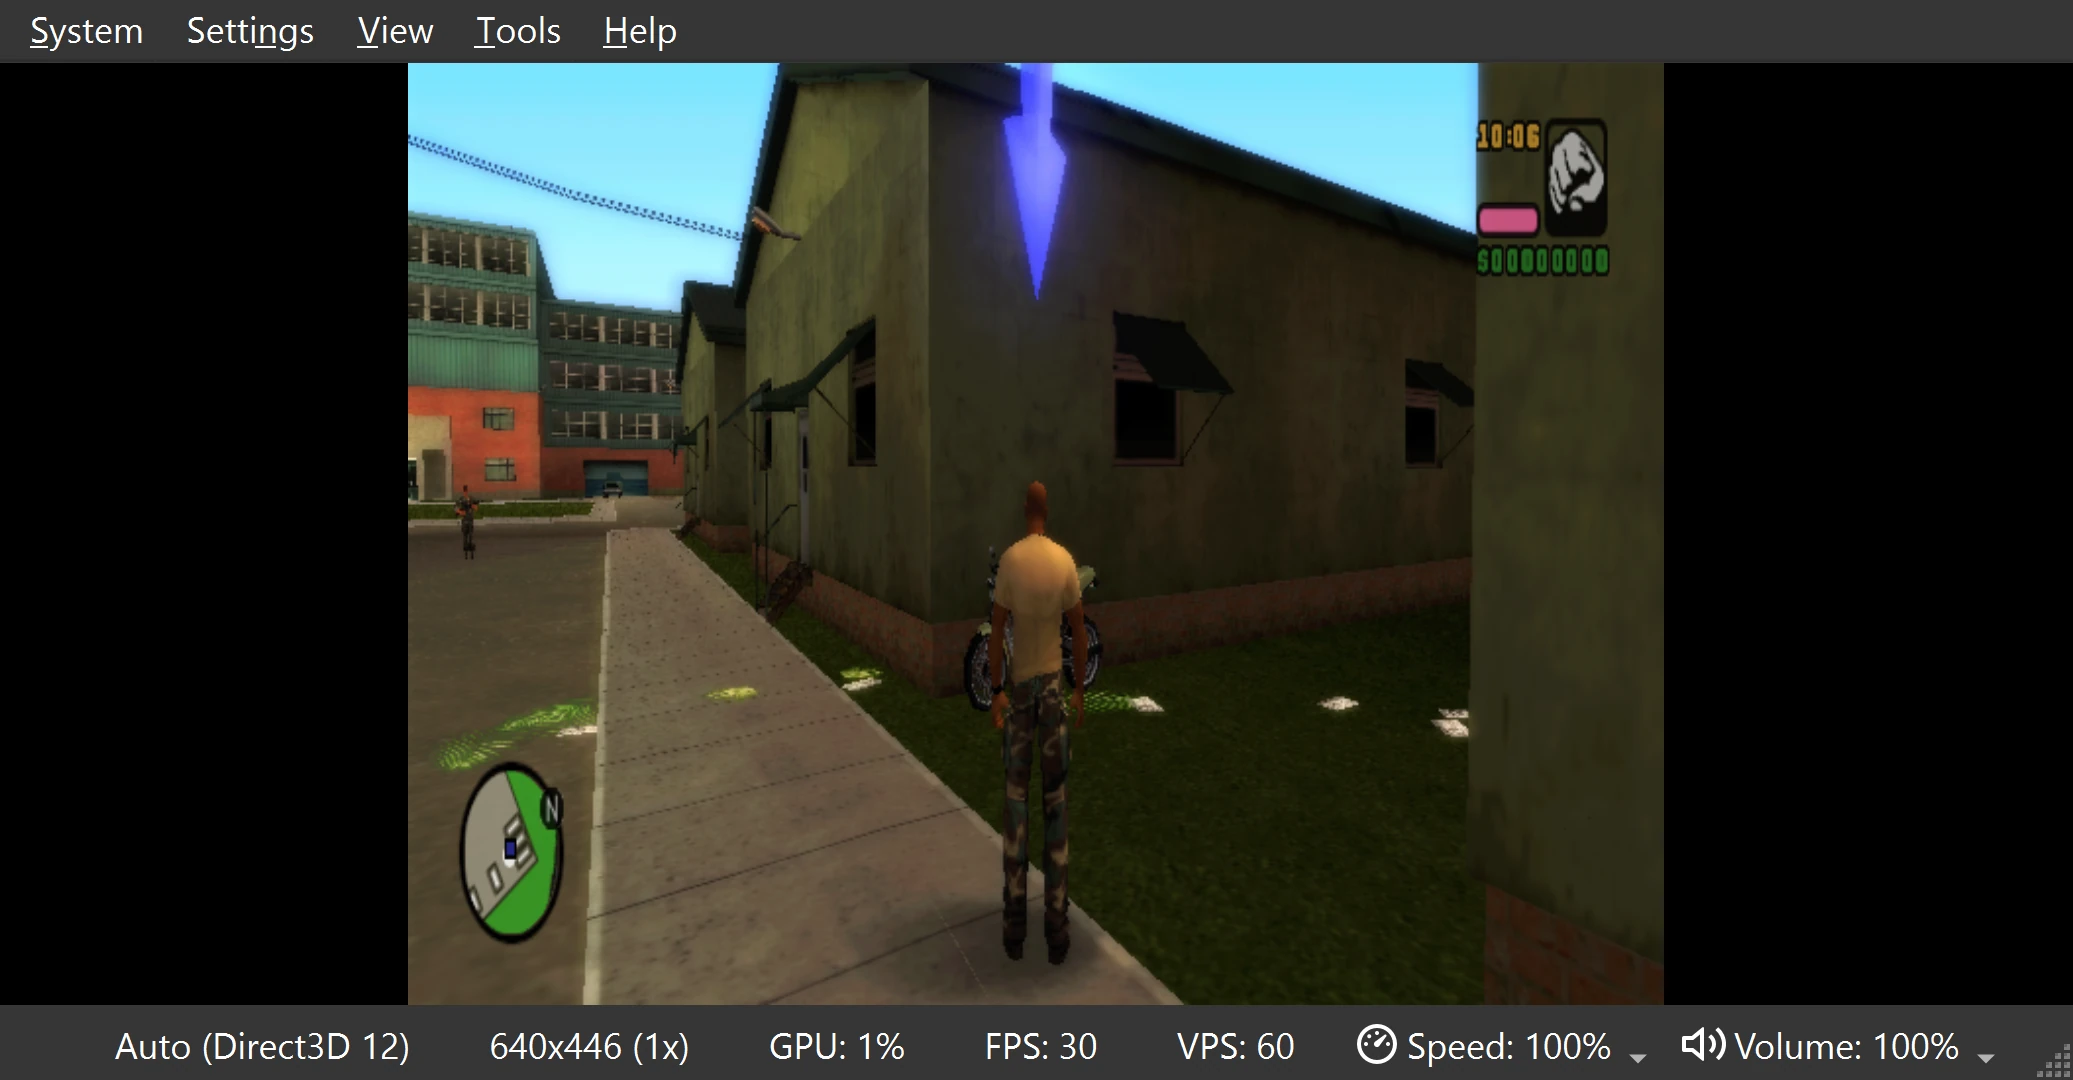 System Settings View Tools Help
10:06
$00000000
N
Auto (Direct3D 12) 640x446 (1x) GPU: 1% FPS: 30 VPS: 60 Speed: 100% Volume: 100%